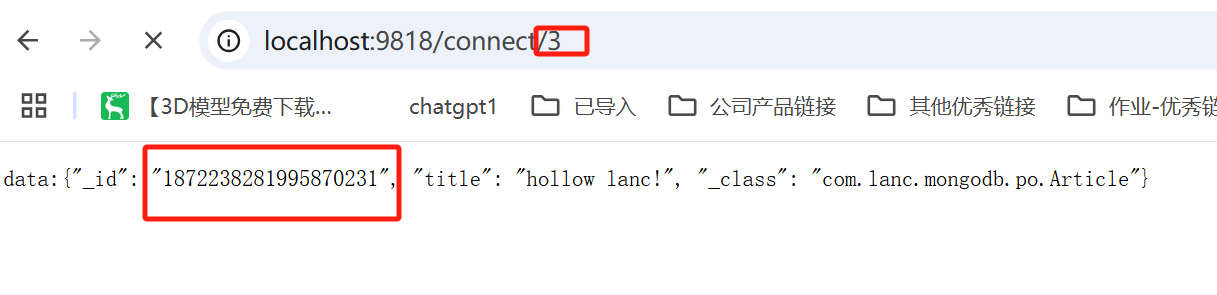 localhost:9818/connect/3
【3D模型免费下载... chatgpt1 已导入 公司产品链接 其他优秀链接 作业-优秀链
data:{"_id": "1872238281995870231", "title": "hollow lanc!", "_class": "com.lanc.mongodb.po.Article"}